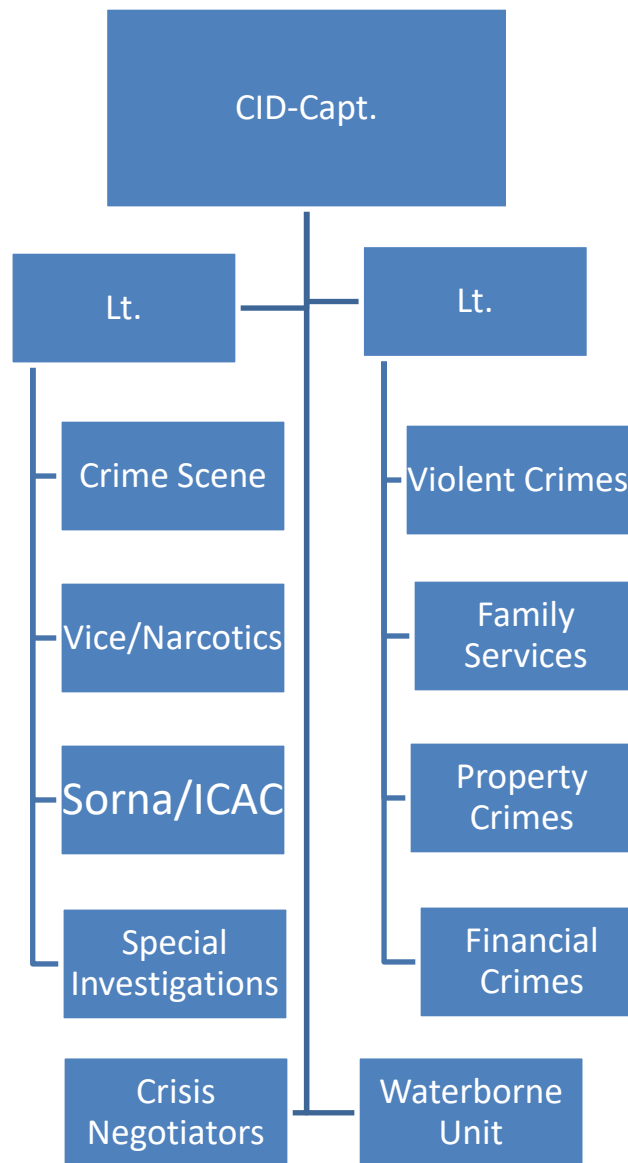 CID-Capt.
Lt.
Lt.
Crime Scene
Vice/Narcotics
Sorna/ICAC
Special
Investigations
Violent Crimes
Family
Services
Property
Crimes
Financial
Crimes
Crisis
Negotiators
Waterborne
Unit